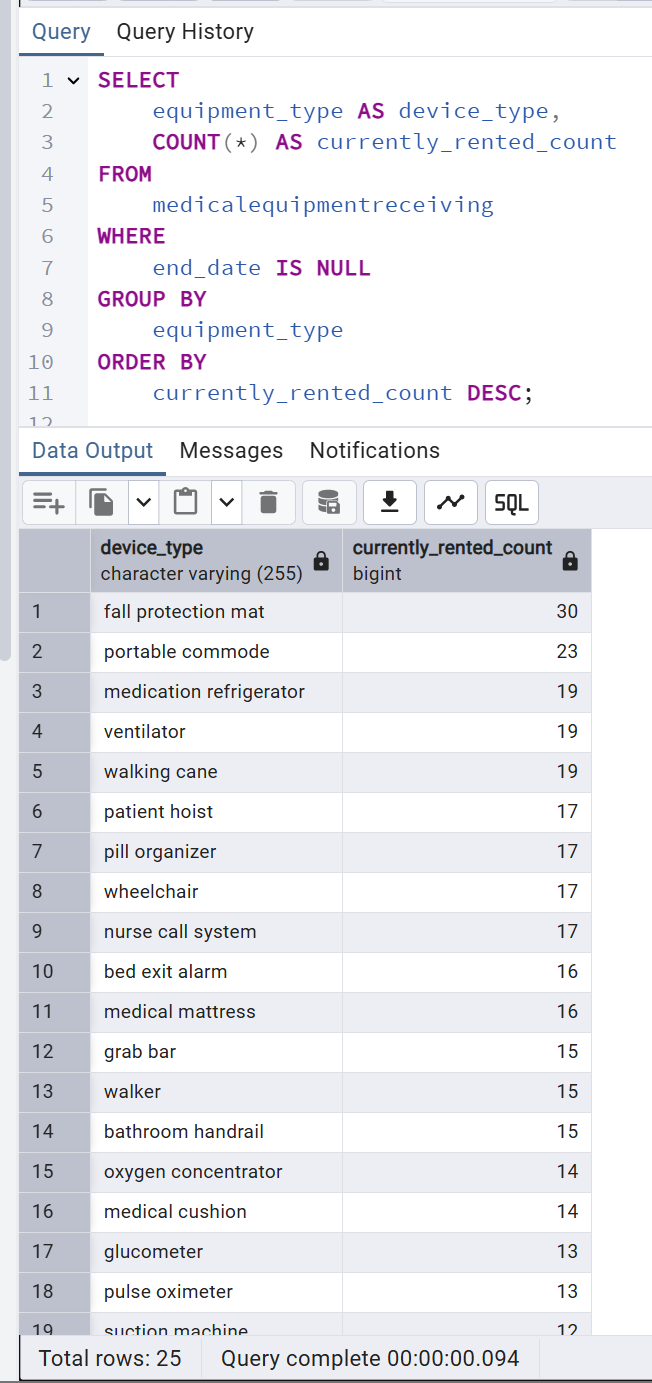 Query Query History
1 SELECT
2 equipment_type AS device_type,
3 COUNT(*) AS currently_rented_count
4 FROM
5 medicalequipmentreceiving
6 WHERE
7 end_date IS NULL
8 GROUP BY
9 equipment_type
10 ORDER BY
11 currently_rented_count DESC;
12
Data Output Messages Notifications
SQL
device_type currently_rented_count
character varying (255) bigint
1 fall protection mat 30
2 portable commode 23
3 medication refrigerator 19
4 ventilator 19
5 walking cane 19
6 patient hoist 17
7 pill organizer 17
8 wheelchair 17
9 nurse call system 17
10 bed exit alarm 16
11 medical mattress 16
12 grab bar 15
13 walker 15
14 bathroom handrail 15
15 oxygen concentrator 14
16 medical cushion 14
17 glucometer 13
18 pulse oximeter 13
19 suction machine 12
Total rows: 25 Query complete 00:00:00.094